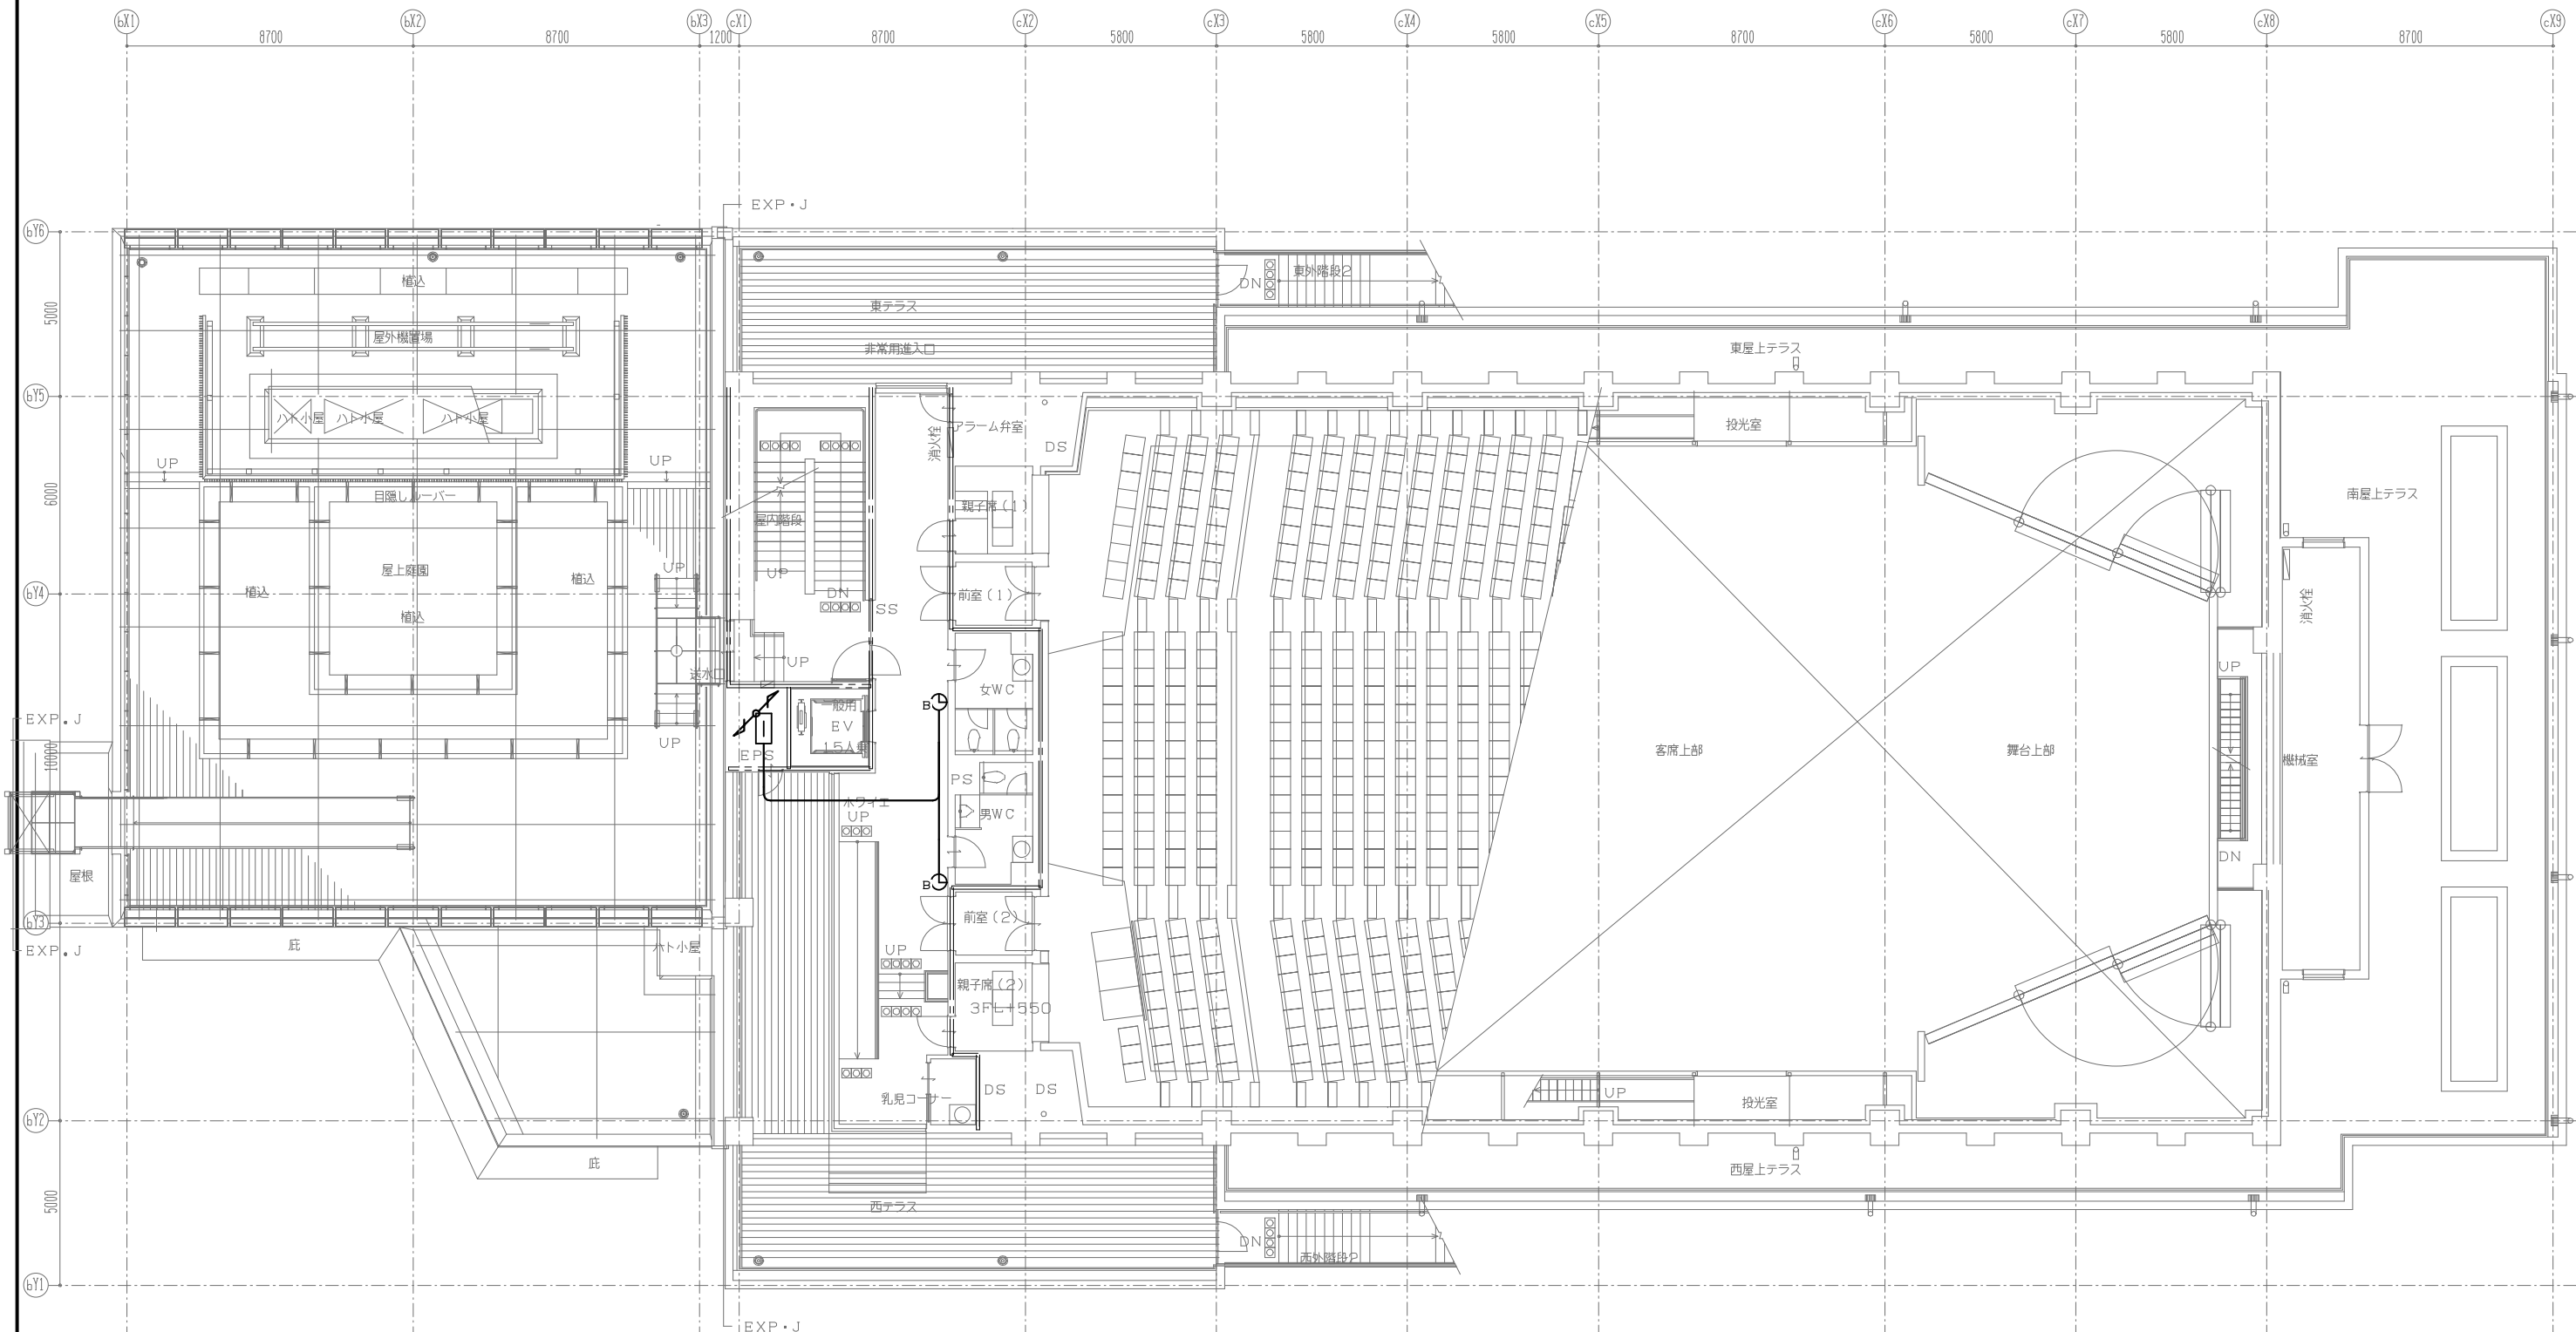 bX1 bX2 bX3 cX1 cX2 cX3 cX4 cX5 cX6 cX7 cX8 cX9
8700 8700 1200 8700 5800 5800 5800 8700 5800 5800 8700
EXP・J
bY6
東外階段2
DN
植込
東テラス
5000
屋外機置場
非常用進入口
東屋上テラス
bY5
ハト小屋 ハト小屋 ハト小屋
投光室
アラーム弁室
消火栓
DS
UP UP
6000
目隠しルーバー
南屋上テラス
親子席(1)
屋内階段
UP
屋上庭園
UP
植込
bY4
植込
DN
前室(1)
消火栓
SS
植込
UP
送水口
UP
女WC
一般用
B
EXP.J
EV
15人乗
UP
EPS
客席上部
舞台上部
機械室
10000
PS
ホワイエ
男WC
UP
DN
屋根
B
前室(2)
bY3
庇
ハト小屋
EXP.J
UP
親子席(2)
3FL+550
DS
DS
UP
乳児コーナー
投光室
bY2
庇
西屋上テラス
5000
西テラス
DN
西外階段2
bY1
EXP・J